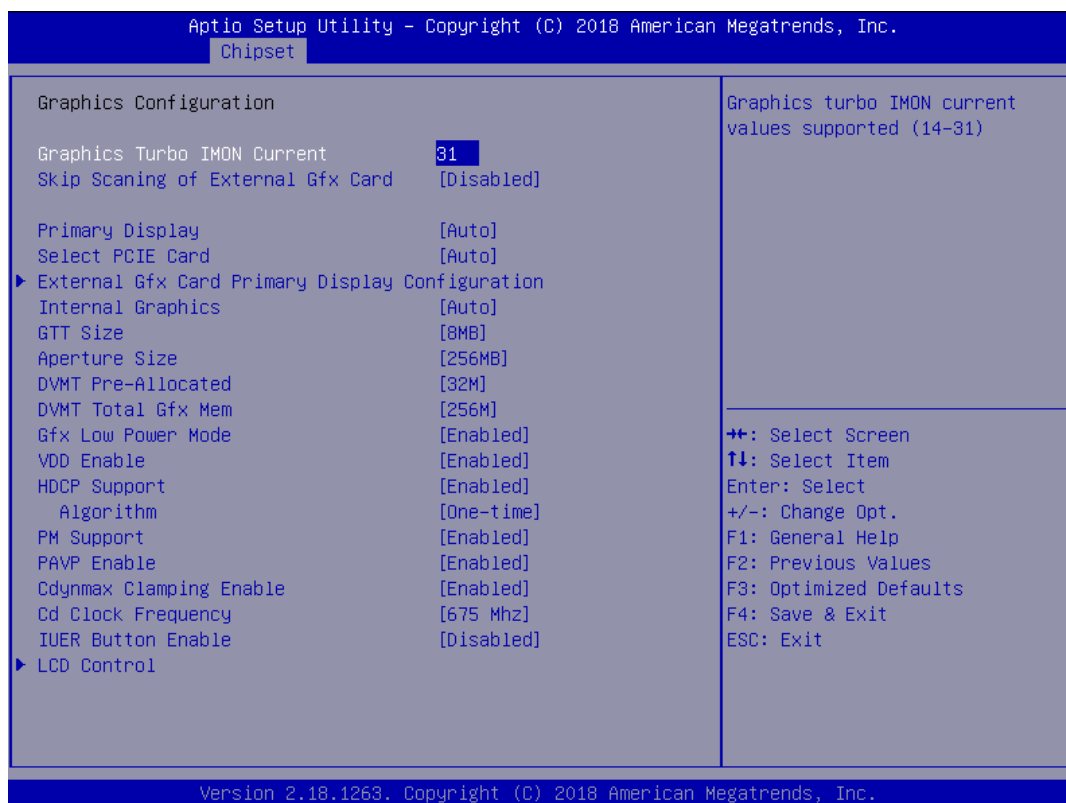 Aptio Setup Utility – Copyright (C) 2018 American Megatrends, Inc.
Chipset
Graphics Configuration
Graphics Turbo IMON Current 31
Skip Scaning of External Gfx Card [Disabled]
Primary Display [Auto]
Select PCIE Card [Auto]
External Gfx Card Primary Display Configuration
Internal Graphics [Auto]
GTT Size [8MB]
Aperture Size [256MB]
DVMT Pre-Allocated [32M]
DVMT Total Gfx Mem [256M]
Gfx Low Power Mode [Enabled]
VDD Enable [Enabled]
HDCP Support [Enabled]
Algorithm [One-time]
PM Support [Enabled]
PAVP Enable [Enabled]
Cdynmax Clamping Enable [Enabled]
Cd Clock Frequency [675 Mhz]
IUER Button Enable [Disabled]
LCD Control
Graphics turbo IMON current
values supported (14-31)
→←: Select Screen
↑↓: Select Item
Enter: Select
+/-: Change Opt.
F1: General Help
F2: Previous Values
F3: Optimized Defaults
F4: Save & Exit
ESC: Exit
Version 2.18.1263. Copyright (C) 2018 American Megatrends, Inc.